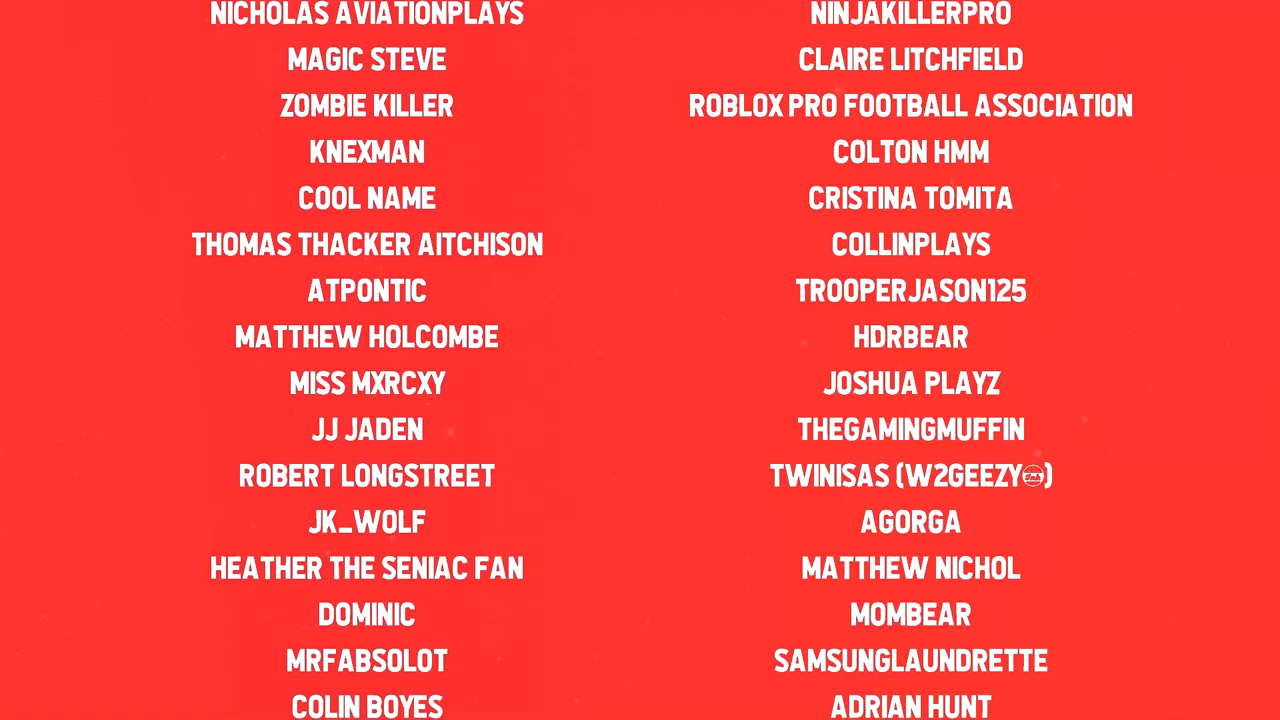 NICHOLAS AVIATIONPLAYS
MAGIC STEVE
ZOMBIE KILLER
KNEXMAN
COOL NAME
THOMAS THACKER AITCHISON
ATPONTIC
MATTHEW HOLCOMBE
MISS MXRCXY
JJ JADEN
ROBERT LONGSTREET
JK_WOLF
HEATHER THE SENIAC FAN
DOMINIC
MRFABSOLOT
COLIN BOYES
NINJAKILLERPRO
CLAIRE LITCHFIELD
ROBLOX PRO FOOTBALL ASSOCIATION
COLTON HMM
CRISTINA TOMITA
COLLINPLAYS
TROOPERJASON125
HDRBEAR
JOSHUA PLAYZ
THEGAMINGMUFFIN
TWINISAS (W2GEEZY😎)
AGORGA
MATTHEW NICHOL
MOMBEAR
SAMSUNGLAUNDRETTE
ADRIAN HUNT